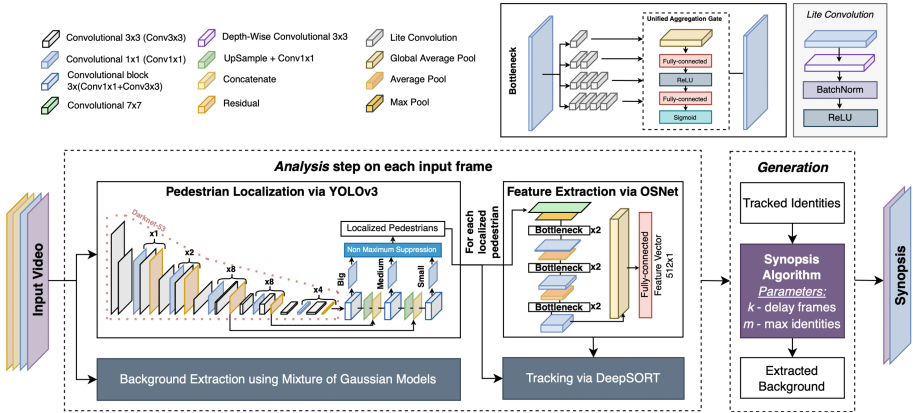 Convolutional 3x3 (Conv3x3)
Convolutional 1x1 (Conv1x1)
Convolutional block
3x(Conv1x1+Conv3x3)
Convolutional 7x7
Depth-Wise Convolutional 3x3
UpSample + Conv1x1
Concatenate
Residual
Lite Convolution
Global Average Pool
Average Pool
Max Pool
Bottleneck
Unified Aggregation Gate
Fully-connected
ReLU
Fully-connected
Sigmoid
Lite Convolution
BatchNorm
ReLU
Input Video
Analysis step on each input frame
Pedestrian Localization via YOLOv3
Darknet-53
x1
x2
x8
x8
x4
Localized Pedestrians
Non Maximum Suppression
Big
Medium
Small
For each
localized
pedestrian
Feature Extraction via OSNet
Bottleneck
x2
Bottleneck
x2
Bottleneck
x2
Fully-connected
Feature Vector
512x1
Background Extraction using Mixture of Gaussian Models
Tracking via DeepSORT
Generation
Tracked Identities
Synopsis
Algorithm
Parameters:
k - delay frames
m - max identities
Extracted
Background
Synopsis